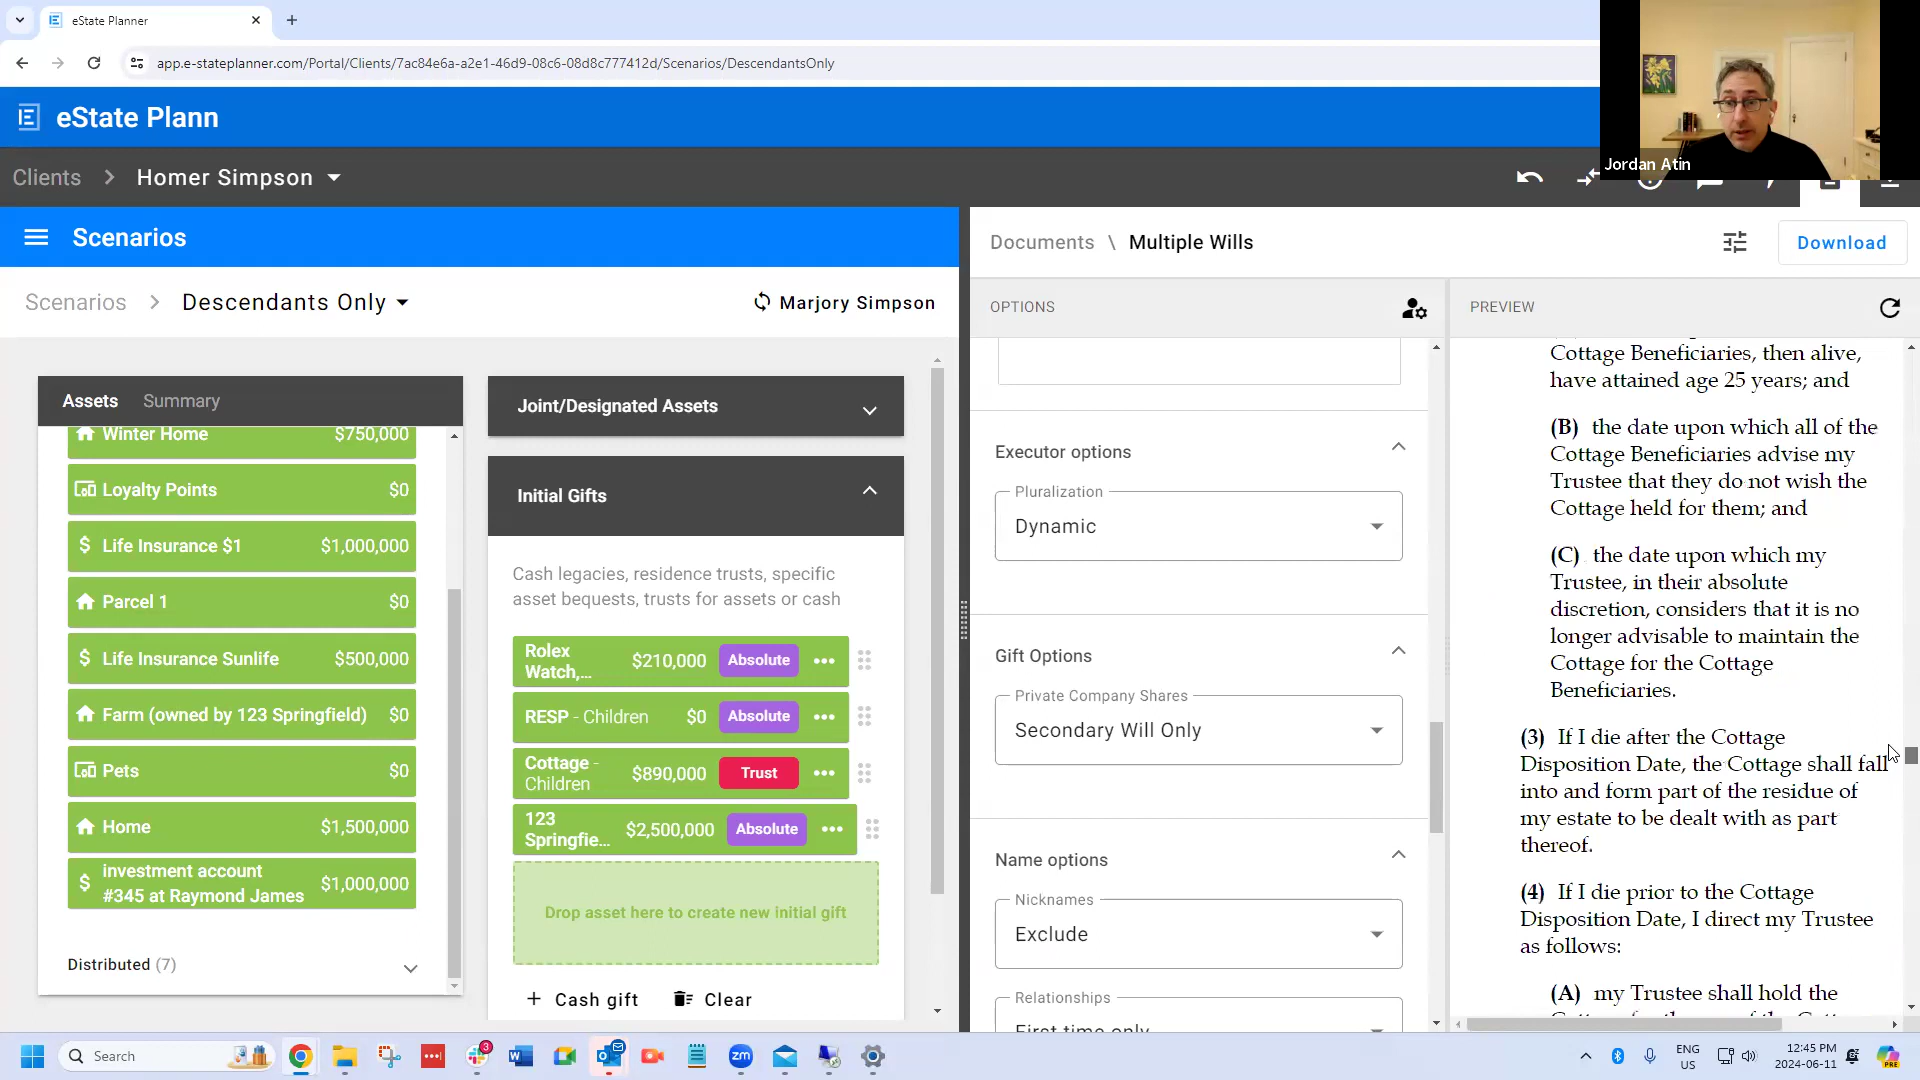 eState Planner
app.e-stateplanner.com/Portal/Clients/7ac84e6a-a2e1-46d9-08c6-08d8c777412d/Scenarios/DescendantsOnly
eState Plann
Jordan Atin
Clients > Homer Simpson
Scenarios
Scenarios > Descendants Only
Marjory Simpson
Assets Summary
Winter Home $750,000
Loyalty Points $0
Life Insurance $1 $1,000,000
Parcel 1 $0
Life Insurance Sunlife $500,000
Farm (owned by 123 Springfield) $0
Pets $0
Home $1,500,000
investment account
#345 at Raymond James $1,000,000
Distributed (7)
Joint/Designated Assets
Initial Gifts
Cash legacies, residence trusts, specific
asset bequests, trusts for assets or cash
Rolex
Watch,... $210,000 Absolute
RESP - Children $0 Absolute
Cottage -
Children $890,000 Trust
123
Springfie... $2,500,000 Absolute
Drop asset here to create new initial gift
+ Cash gift Clear
Documents \ Multiple Wills
Download
OPTIONS
Executor options
Pluralization
Dynamic
Gift Options
Private Company Shares
Secondary Will Only
Name options
Nicknames
Exclude
Relationships
First time only
PREVIEW
Cottage Beneficiaries, then alive,
have attained age 25 years; and
(B) the date upon which all of the
Cottage Beneficiaries advise my
Trustee that they do not wish the
Cottage held for them; and
(C) the date upon which my
Trustee, in their absolute
discretion, considers that it is no
longer advisable to maintain the
Cottage for the Cottage
Beneficiaries.
(3) If I die after the Cottage
Disposition Date, the Cottage shall fall
into and form part of the residue of
my estate to be dealt with as part
thereof.
(4) If I die prior to the Cottage
Disposition Date, I direct my Trustee
as follows:
(A) my Trustee shall hold the
Search
3
zm
ENG
US
12:45 PM
2024-06-11
PRE